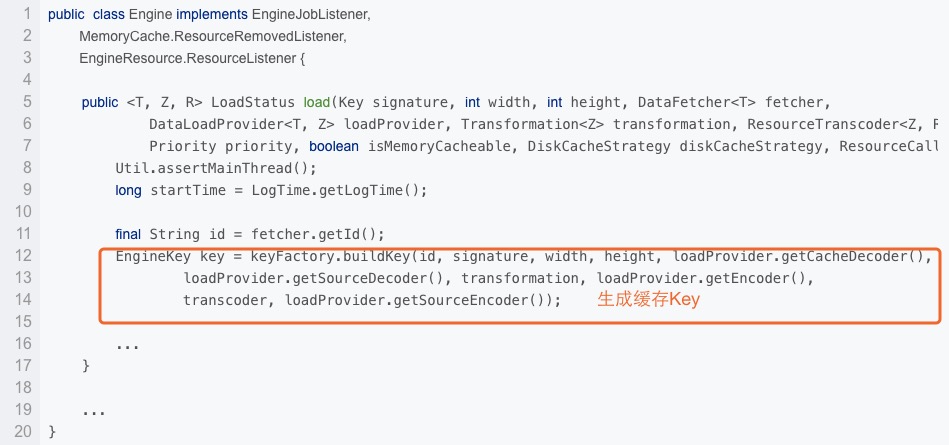 1 public class Engine implements EngineJobListener,
2 MemoryCache.ResourceRemovedListener,
3 EngineResource.ResourceListener {
4
5 public <T, Z, R> LoadStatus load(Key signature, int width, int height, DataFetcher<T> fetcher,
6 DataLoadProvider<T, Z> loadProvider, Transformation<Z> transformation, ResourceTranscoder<Z,
7 Priority priority, boolean isMemoryCacheable, DiskCacheStrategy diskCacheStrategy, ResourceCall
8 Util.assertMainThread();
9 long startTime = LogTime.getLogTime();
10
11 final String id = fetcher.getId();
12 EngineKey key = keyFactory.buildKey(id, signature, width, height, loadProvider.getCacheDecoder(),
13 loadProvider.getSourceDecoder(), transformation, loadProvider.getEncoder(),
14 transcoder, loadProvider.getSourceEncoder()); 生成缓存Key
15
16 ...
17 }
18
19 ...
20 }